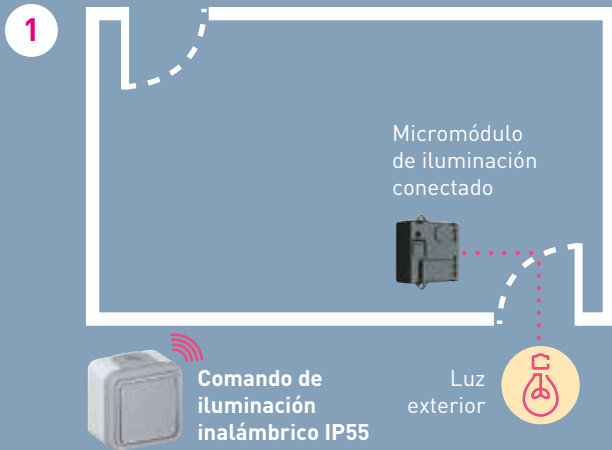 1
Micromódulo
de iluminación
conectado
Comando de
iluminación
inalámbrico IP55
Luz
exterior